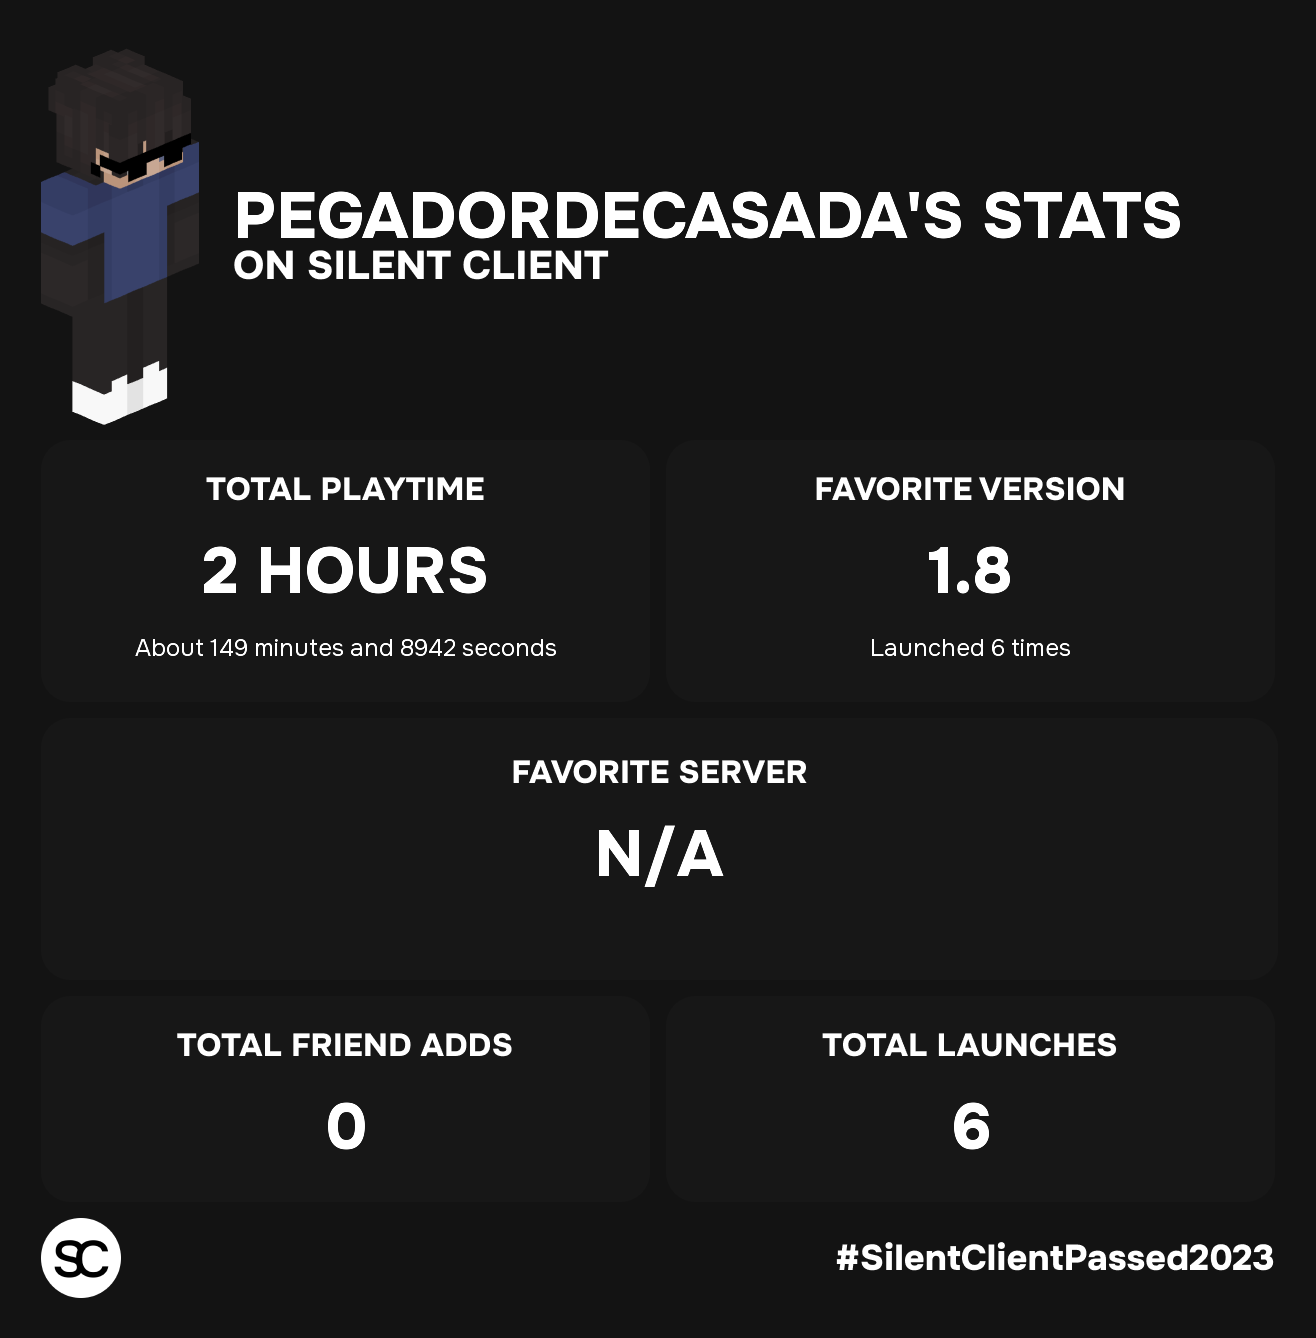 PEGADORDECASADA'S STATS
ON SILENT CLIENT
TOTAL PLAYTIME
2 HOURS
About 149 minutes and 8942 seconds
FAVORITE VERSION
1.8
Launched 6 times
FAVORITE SERVER
N/A
TOTAL FRIEND ADDS
0
TOTAL LAUNCHES
6
SC
#SilentClientPassed2023